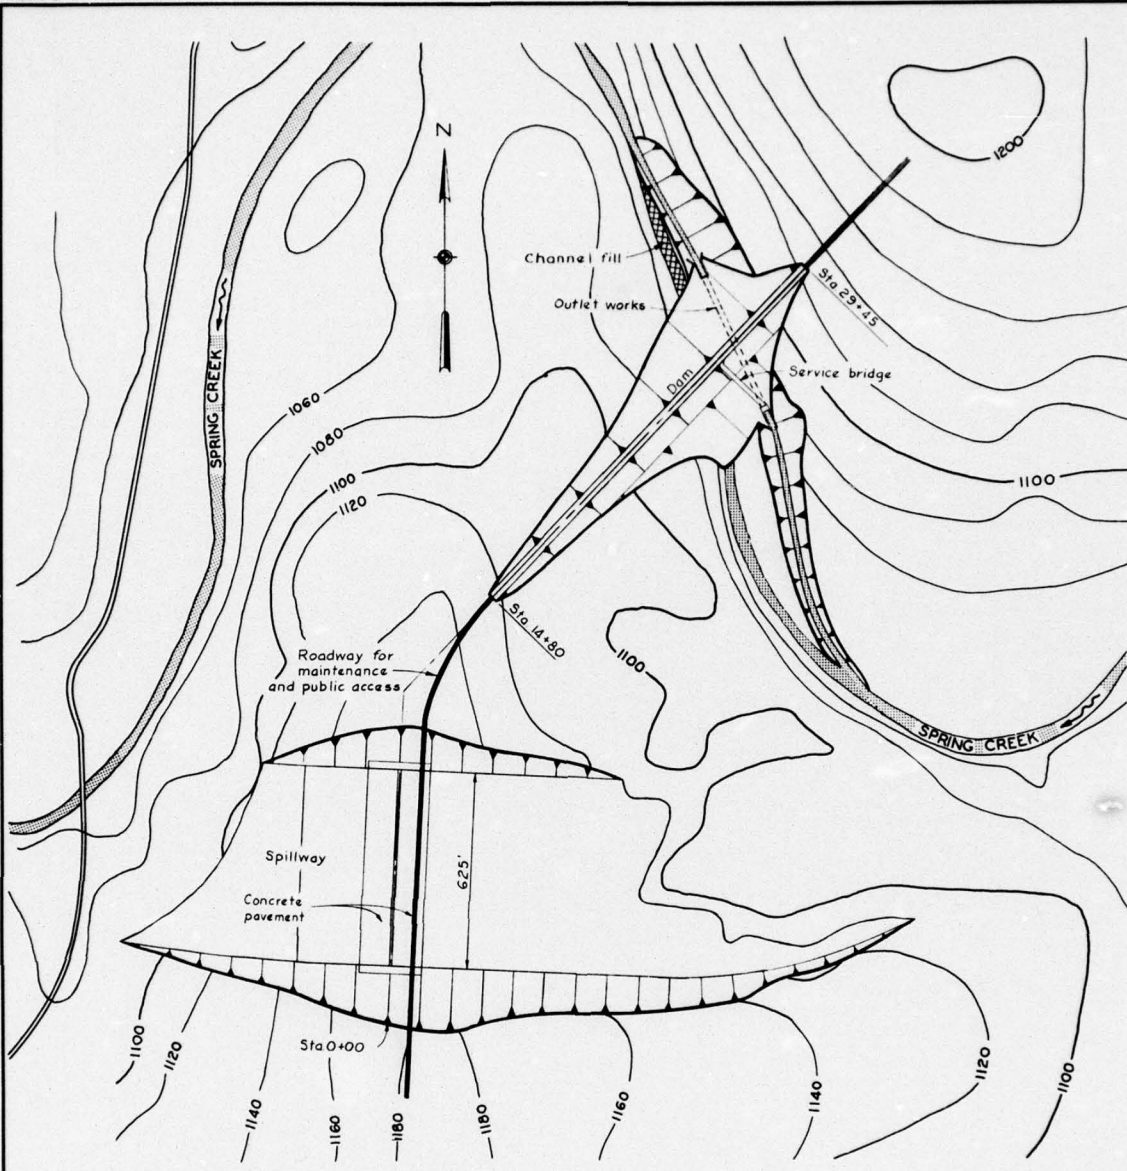 N
1200
Channel fill
Sta. 29+45
Outlet works
Dam
Service bridge
SPRING CREEK
1060
1080
1100
1120
1100
Sta. 14+80
1100
Roadway for
maintenance
and public access
SPRING CREEK
Spillway
625'
Concrete
pavement
Sta. 0+00
1100
1120
1140
1160
1180
1180
1160
1140
1120
1100